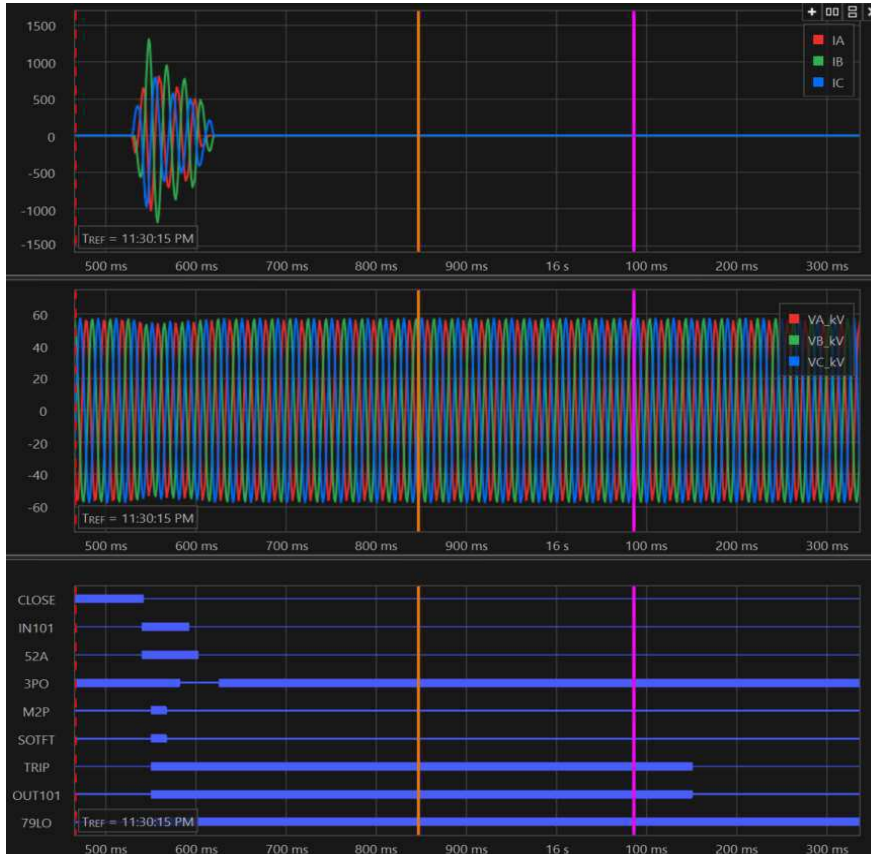 1500
IA
1000
IB
500
IC
0
-500
-1000
-1500
TREF = 11:30:15 PM
500 ms 600 ms 700 ms 800 ms 900 ms 16 s 100 ms 200 ms 300 ms
60
VA_kV
40
VB_kV
20
VC_kV
0
-20
-40
-60
TREF = 11:30:15 PM
500 ms 600 ms 700 ms 800 ms 900 ms 16 s 100 ms 200 ms 300 ms
CLOSE
IN101
52A
3PO
M2P
SOTFT
TRIP
OUT101
79LO
TREF = 11:30:15 PM
500 ms 600 ms 700 ms 800 ms 900 ms 16 s 100 ms 200 ms 300 ms